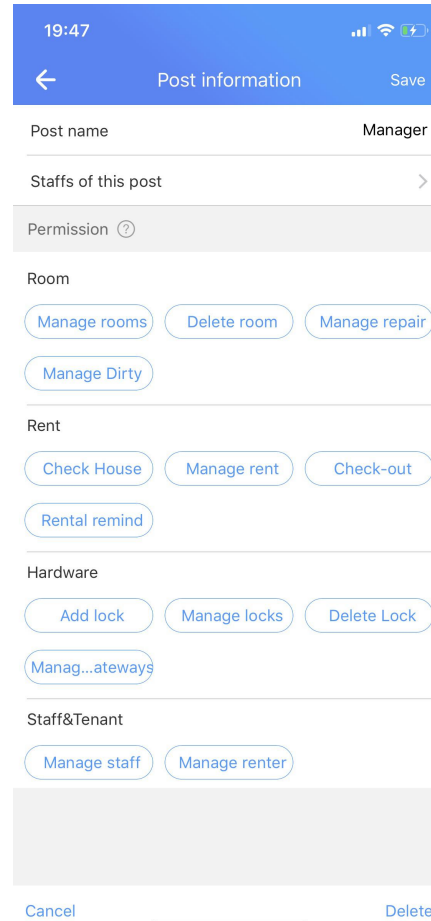 19:47
Post information Save
Post name Manager
Staffs of this post
Permission ?
Room
Manage rooms Delete room Manage repair
Manage Dirty
Rent
Check House Manage rent Check-out
Rental remind
Hardware
Add lock Manage locks Delete Lock
Manag...ateways
Staff&Tenant
Manage staff Manage renter
Cancel Delete